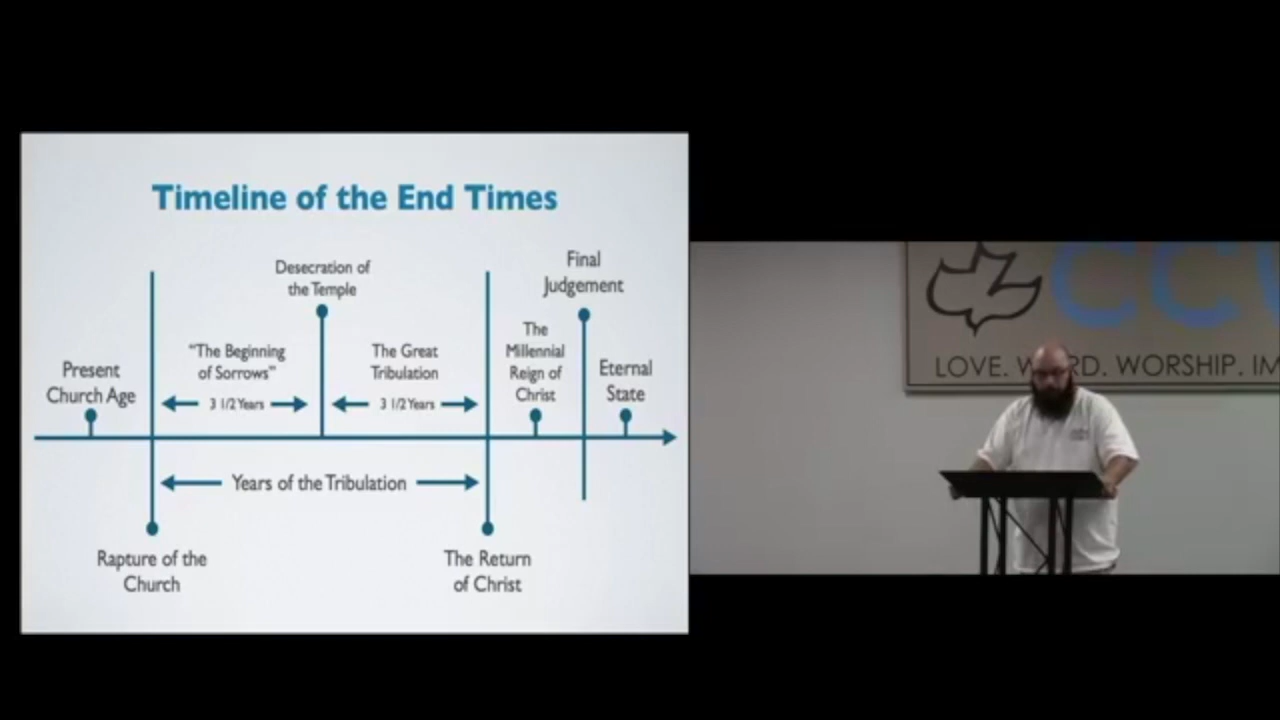 Timeline of the End Times
Desecration of
the Temple
Final
Judgement
"The Beginning
of Sorrows"
3 1/2 Years
The Great
Tribulation
3 1/2 Years
The
Millennial
Reign of
Christ
Present
Church Age
Eternal
State
Years of the Tribulation
Rapture of the
Church
The Return
of Christ
CC
LOVE. WORSHIP.